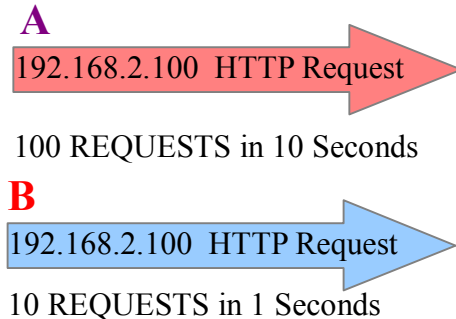 A
192.168.2.100 HTTP Request
100 REQUESTS in 10 Seconds
B
192.168.2.100 HTTP Request
10 REQUESTS in 1 Seconds